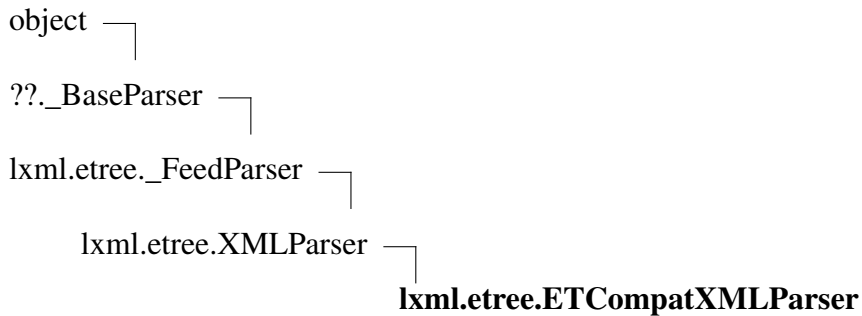 object
??._BaseParser
lxml.etree._FeedParser
lxml.etree.XMLParser
lxml.etree.ETCompatXMLParser